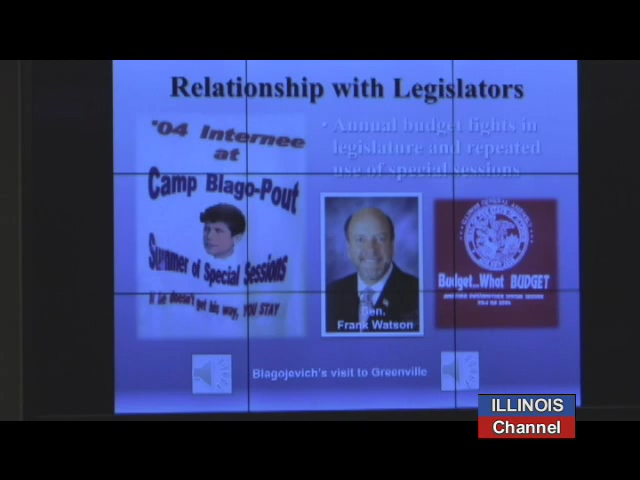 Relationship with Legislators
'04 Internee
at
Camp Blago-Pout
Summer of Special Sessions
If he doesn't get his way, YOU STAY
• Annual budget fights in
legislature and repeated
use of special sessions
Sen.
Frank Watson
Budget...What BUDGET
Blagojevich's visit to Greenville
ILLINOIS
Channel